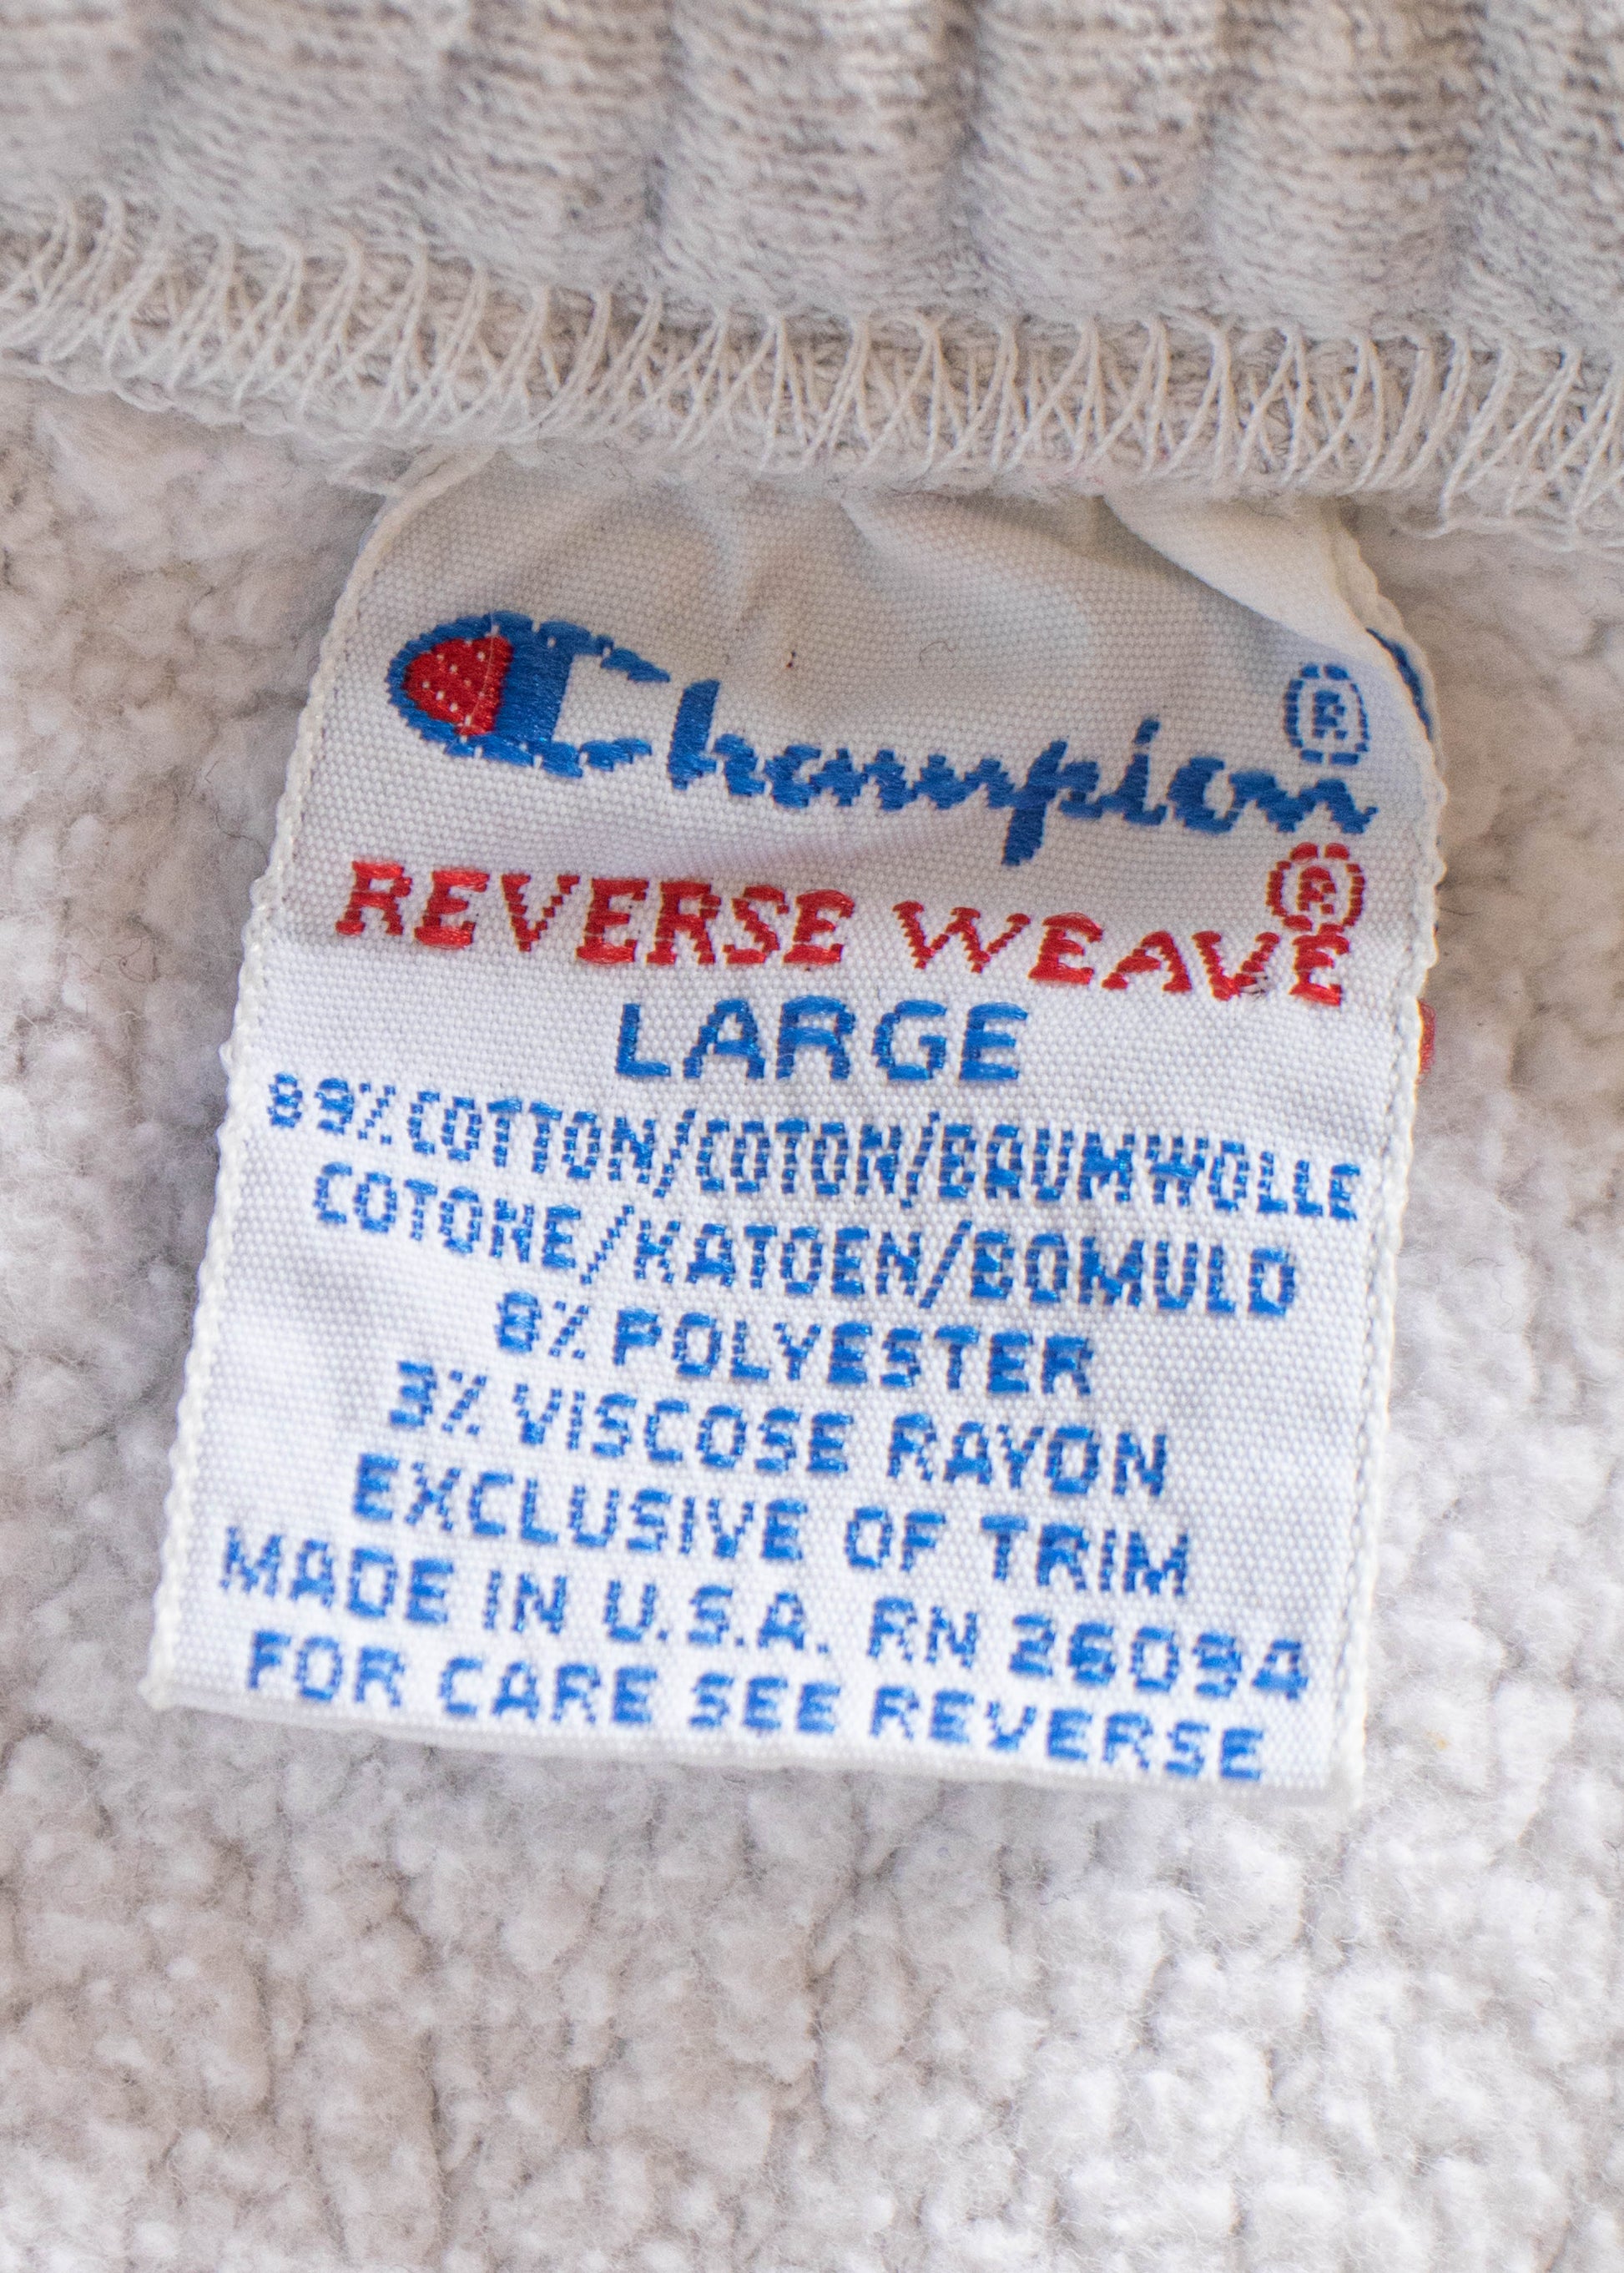 Champion®
REVERSE WEAVE®
LARGE
89% COTTON/COTON/BAUMWOLLE
COTONE/KATOEN/BOMULD
8% POLYESTER
3% VISCOSE RAYON
EXCLUSIVE OF TRIM
MADE IN U.S.A. RN 26094
FOR CARE SEE REVERSE